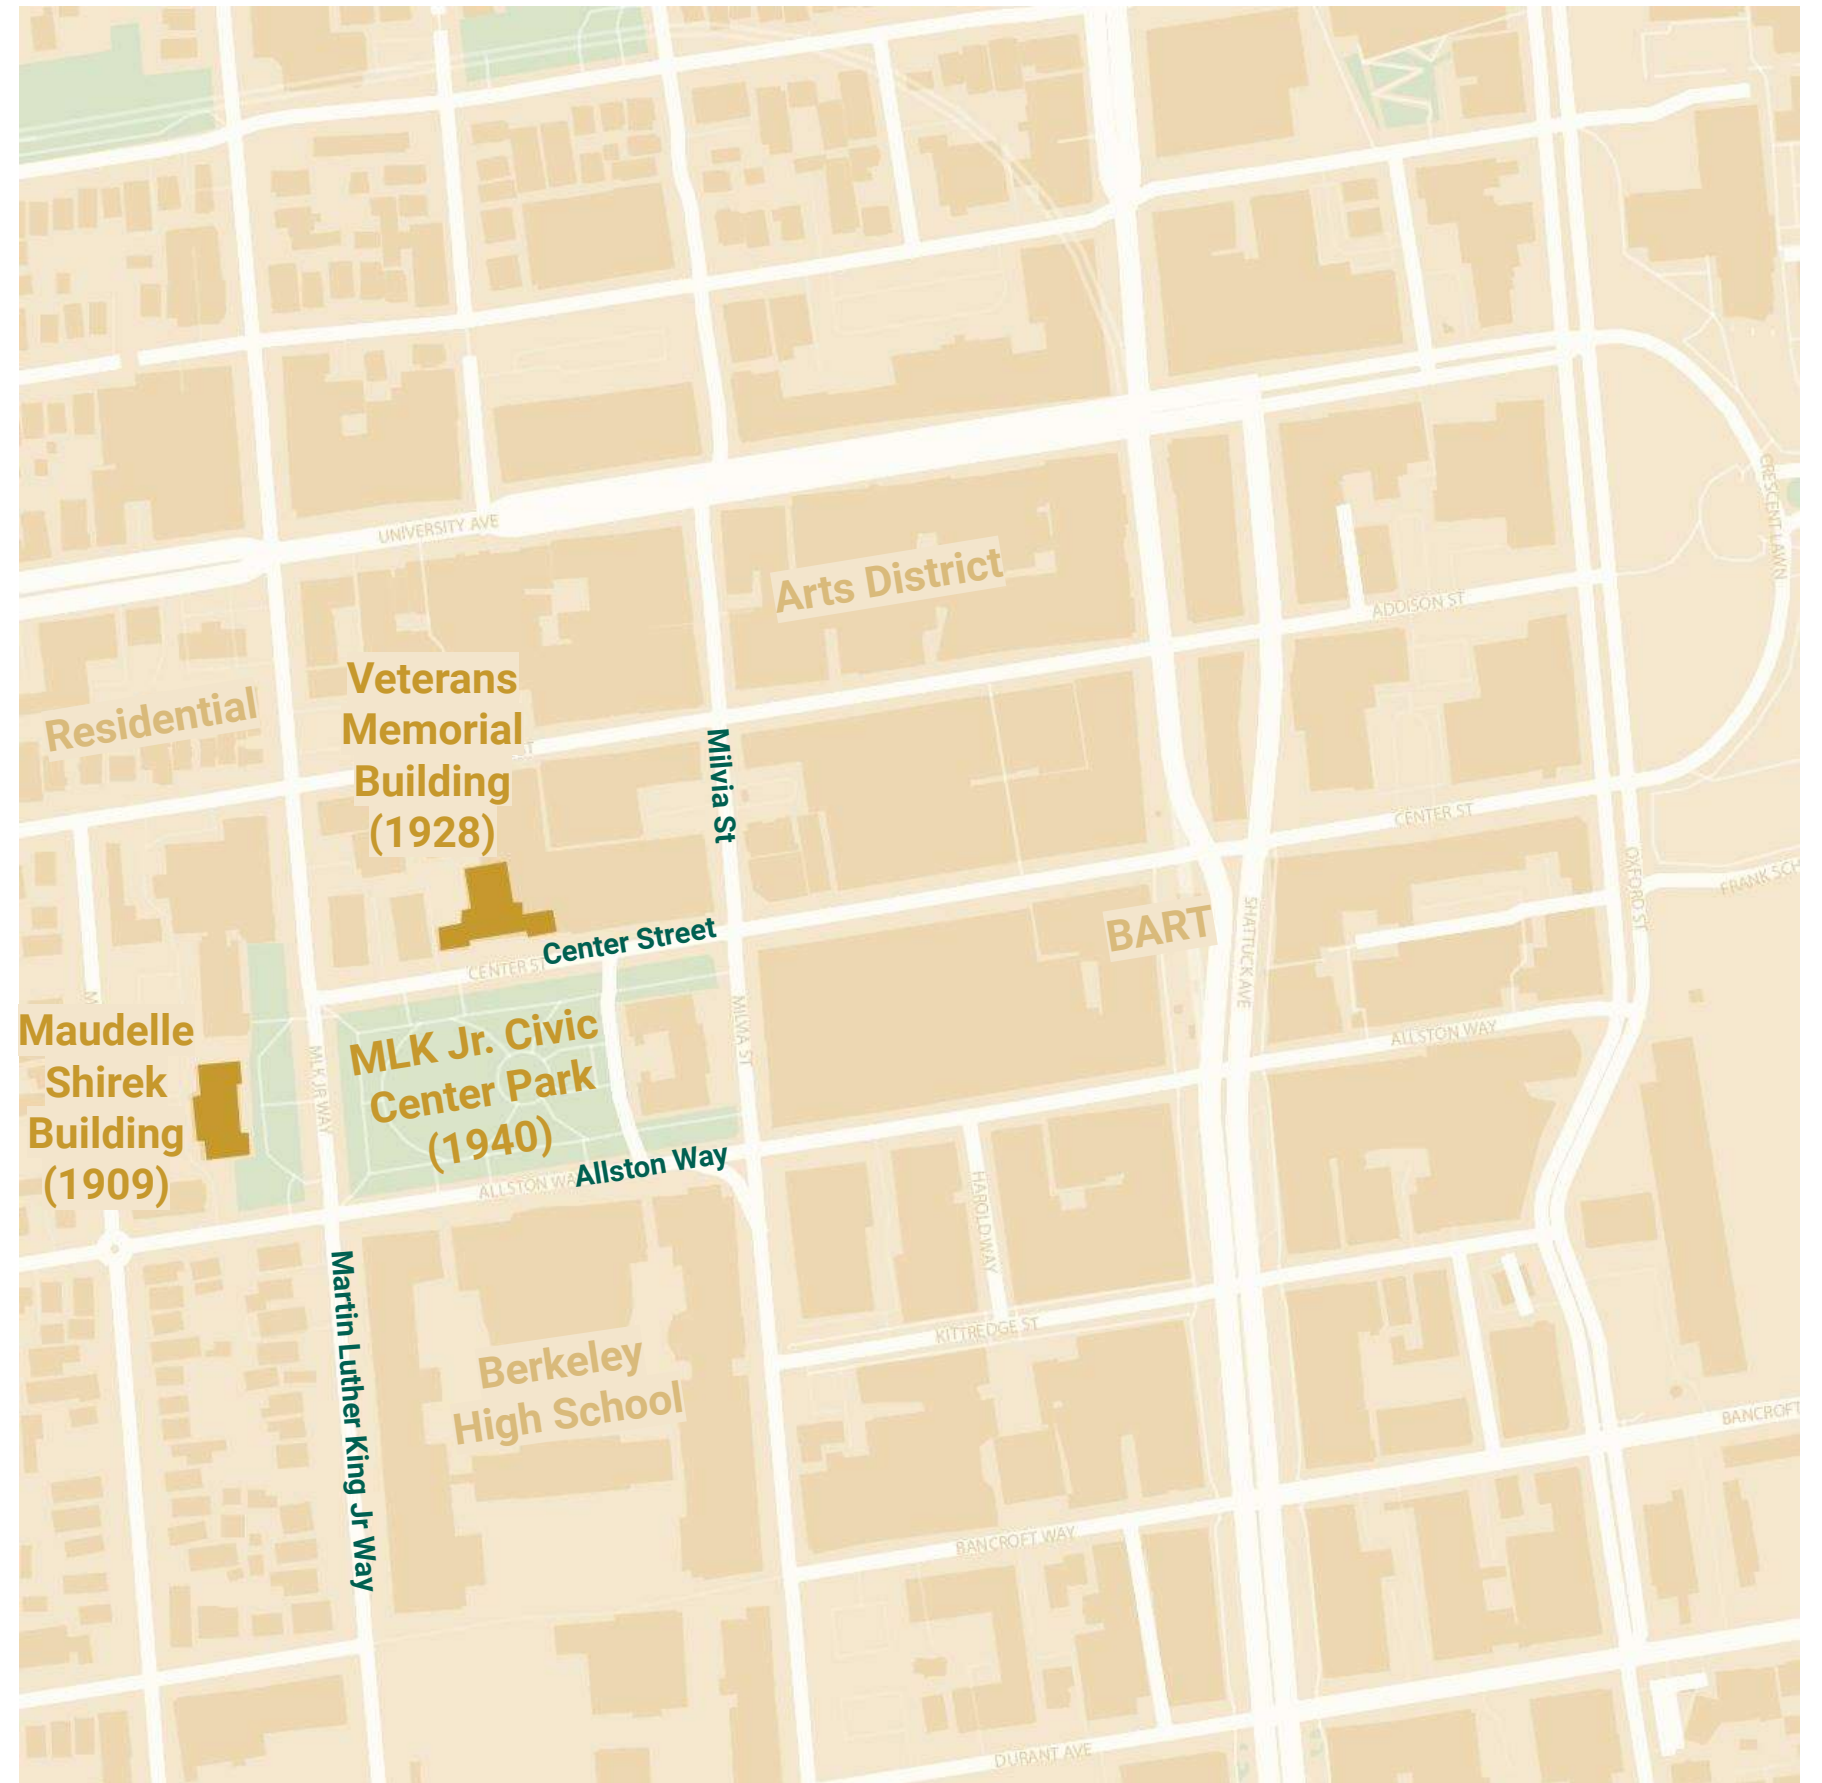 CRESCENT LAWN
UNIVERSITY AVE
Arts District
ADDISON ST
Residential
Veterans
Memorial
Building
(1928)
Milvia St
CENTER ST
OXFORD ST
FRANK SCH
BART
SHATTUCK AVE
Center Street
CENTER ST
Maudelle
Shirek
Building
(1909)
MLK JR WAY
MLK Jr. Civic
Center Park
(1940)
MILVIA ST
ALLSTON WAY
Allston Way
ALLSTON WA
HAROLD WAY
Martin Luther King Jr Way
Berkeley
High School
KITTREDGE ST
BANCROFT
BANCROFT WAY
DURANT AVE